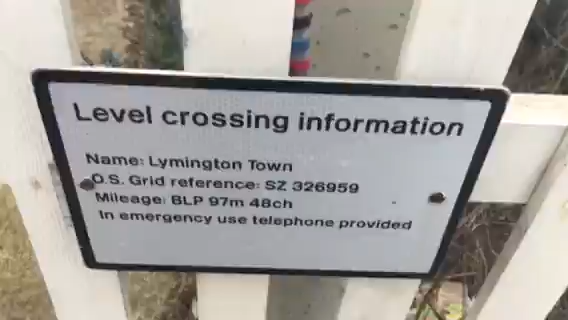 Level crossing information
Name: Lymington Town
O.S. Grid reference: SZ 326959
Mileage: BLP 97m 48ch
In emergency use telephone provided